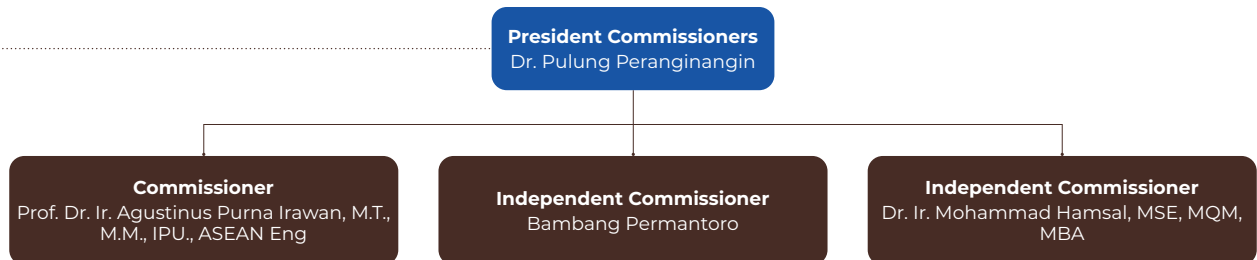 President Commissioners
Dr. Pulung Peranginangin
Commissioner
Prof. Dr. Ir. Agustinus Purna Irawan, M.T.,
M.M., IPU., ASEAN Eng
Independent Commissioner
Bambang Permantoro
Independent Commissioner
Dr. Ir. Mohammad Hamsal, MSE, MQM,
MBA